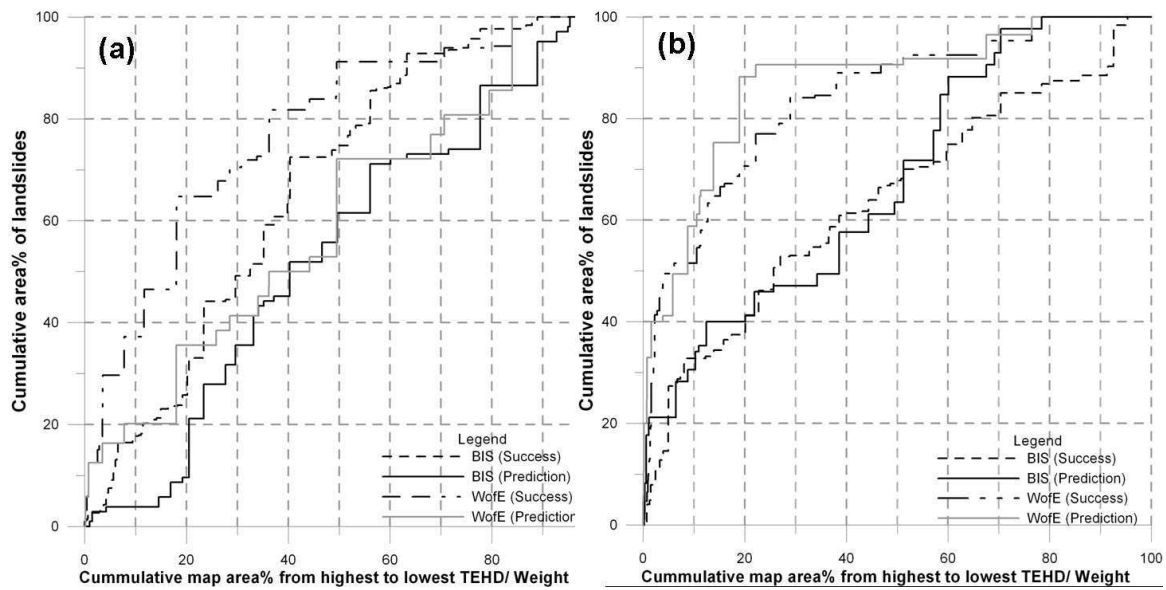 (a)
Cumulative area% of landslides
100
80
60
40
20
0
0 20 40 60 80
Legend
BIS (Success)
BIS (Prediction)
WofE (Success)
WofE (Prediction
Cummulative map area% from highest to lowest TEHD/ Weight
(b)
Cumulative area% of landslides
100
80
60
40
20
0
0 20 40 60 80 100
Legend
BIS (Success)
BIS (Prediction)
WofE (Success)
WofE (Prediction)
Cummulative map area% from highest to lowest TEHD/ Weight